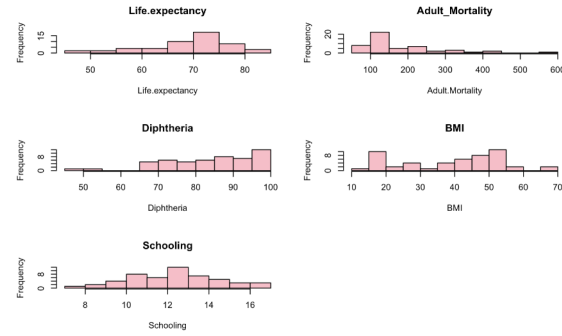 Life.expectancy
Frequency
15
0
50 60 70 80
Life.expectancy
Adult_Mortality
Frequency
20
0
100 200 300 400 500 600
Adult.Mortality
Diphtheria
Frequency
8
0
50 60 70 80 90 100
Diphtheria
BMI
Frequency
8
0
10 20 30 40 50 60 70
BMI
Schooling
Frequency
8
0
8 10 12 14 16
Schooling